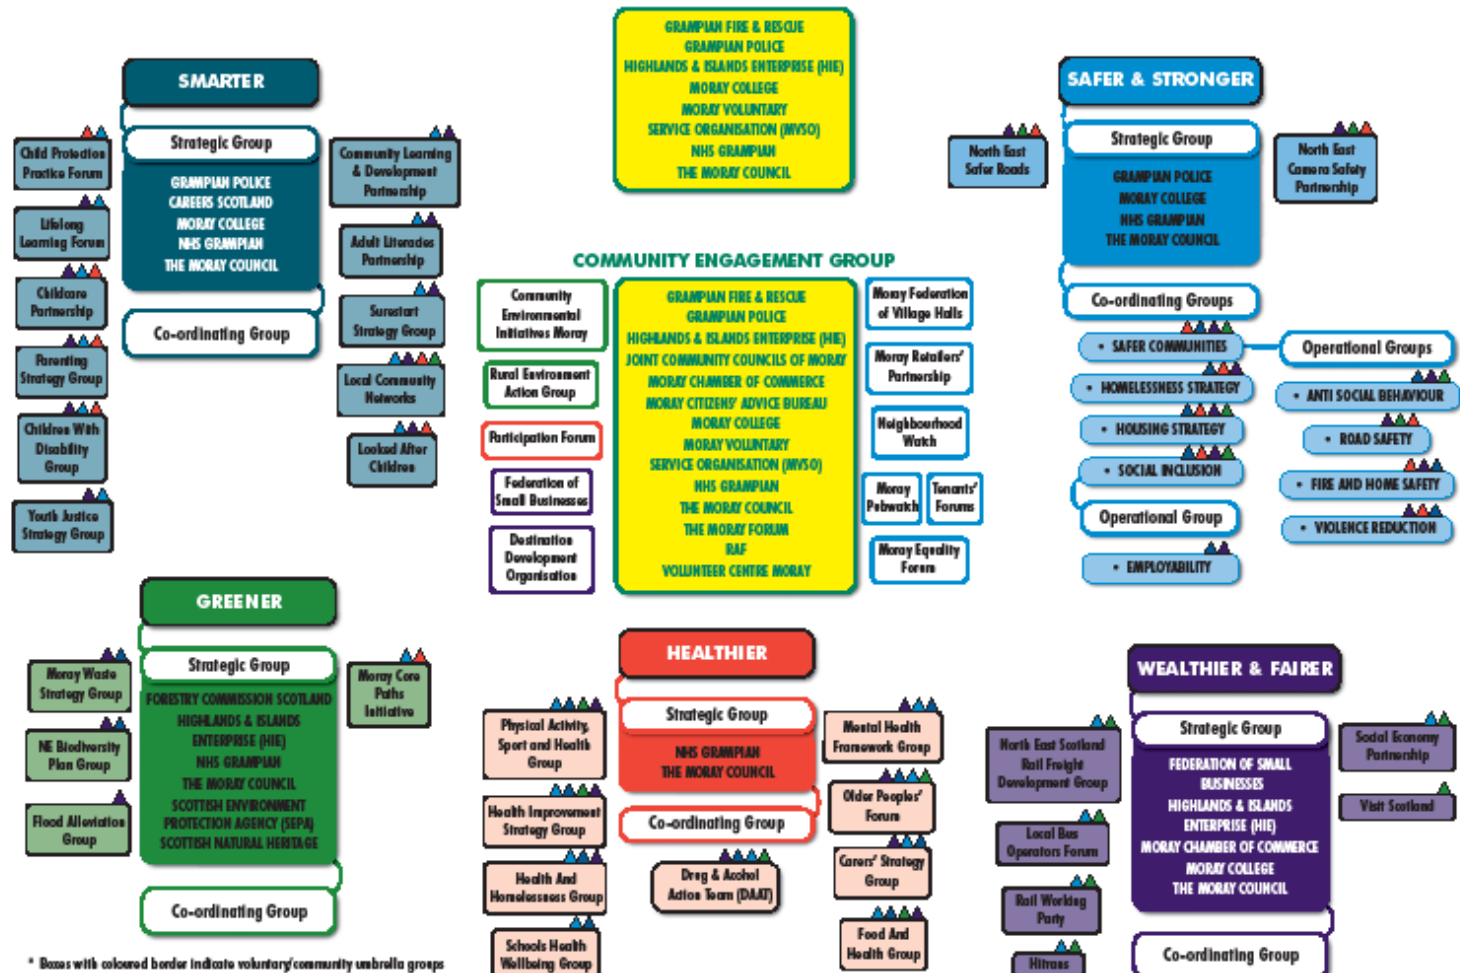 GRAMPIAN FIRE & RESCUE
GRAMPIAN POLICE
HIGHLANDS & ISLANDS ENTERPRISE (HIE)
MORAY COLLEGE
MORAY VOLUNTARY
SERVICE ORGANISATION (MVSO)
NHS GRAMPIAN
THE MORAY COUNCIL
SMARTER
Strategic Group
GRAMPIAN POLICE
CAREERS SCOTLAND
MORAY COLLEGE
NHS GRAMPIAN
THE MORAY COUNCIL
Co-ordinating Group
Child Protection
Practice Forum
Lifelong
Learning Forum
Childcare
Partnership
Parenting
Strategy Group
Children With
Disability
Group
Youth Justice
Strategy Group
Community Learning
& Development
Partnership
Adult Literacies
Partnership
Surestart
Strategy Group
Local Community
Networks
Looked After
Children
COMMUNITY ENGAGEMENT GROUP
Community
Environmental
Initiatives Moray
Rural Environment
Action Group
Participation Forum
Federation of
Small Businesses
Destination
Development
Organisation
GRAMPIAN FIRE & RESCUE
GRAMPIAN POLICE
HIGHLANDS & ISLANDS ENTERPRISE (HIE)
JOINT COMMUNITY COUNCILS OF MORAY
MORAY CHAMBER OF COMMERCE
MORAY CITIZENS' ADVICE BUREAU
MORAY COLLEGE
MORAY VOLUNTARY
SERVICE ORGANISATION (MVSO)
NHS GRAMPIAN
THE MORAY COUNCIL
THE MORAY FORUM
RAF
VOLUNTEER CENTRE MORAY
Moray Federation
of Village Halls
Moray Retailers'
Partnership
Neighbourhood
Watch
Moray
Pubwatch
Tenants'
Forums
Moray Equality
Forum
SAFER & STRONGER
North East
Safer Roads
Strategic Group
GRAMPIAN POLICE
MORAY COLLEGE
NHS GRAMPIAN
THE MORAY COUNCIL
North East
Camera Safety
Partnership
Co-ordinating Groups
• SAFER COMMUNITIES
• HOMELESSNESS STRATEGY
• HOUSING STRATEGY
• SOCIAL INCLUSION
Operational Group
• EMPLOYABILITY
Operational Groups
• ANTI SOCIAL BEHAVIOUR
• ROAD SAFETY
• FIRE AND HOME SAFETY
• VIOLENCE REDUCTION
GREENER
Moray Waste
Strategy Group
NE Biodiversity
Plan Group
Flood Alleviation
Group
Strategic Group
FORESTRY COMMISSION SCOTLAND
HIGHLANDS & ISLANDS
ENTERPRISE (HIE)
NHS GRAMPIAN
THE MORAY COUNCIL
SCOTTISH ENVIRONMENT
PROTECTION AGENCY (SEPA)
SCOTTISH NATURAL HERITAGE
Co-ordinating Group
Moray Core
Paths
Initiative
* Boxes with coloured border indicate voluntary/community umbrella groups
HEALTHIER
Physical Activity,
Sport and Health
Group
Health Improvement
Strategy Group
Health And
Homelessness Group
Schools Health
Wellbeing Group
Strategic Group
NHS GRAMPIAN
THE MORAY COUNCIL
Co-ordinating Group
Drug & Acohol
Action Team (DAAT)
Mental Health
Framework Group
Older Peoples'
Forum
Carers' Strategy
Group
Food And
Health Group
WEALTHIER & FAIRER
North East Scotland
Rail Freight
Development Group
Local Bus
Operators Forum
Rail Working
Party
Hitrans
Strategic Group
FEDERATION OF SMALL
BUSINESSES
HIGHLANDS & ISLANDS
ENTERPRISE (HIE)
MORAY CHAMBER OF COMMERCE
MORAY COLLEGE
THE MORAY COUNCIL
Co-ordinating Group
Social Economy
Partnership
Visit Scotland